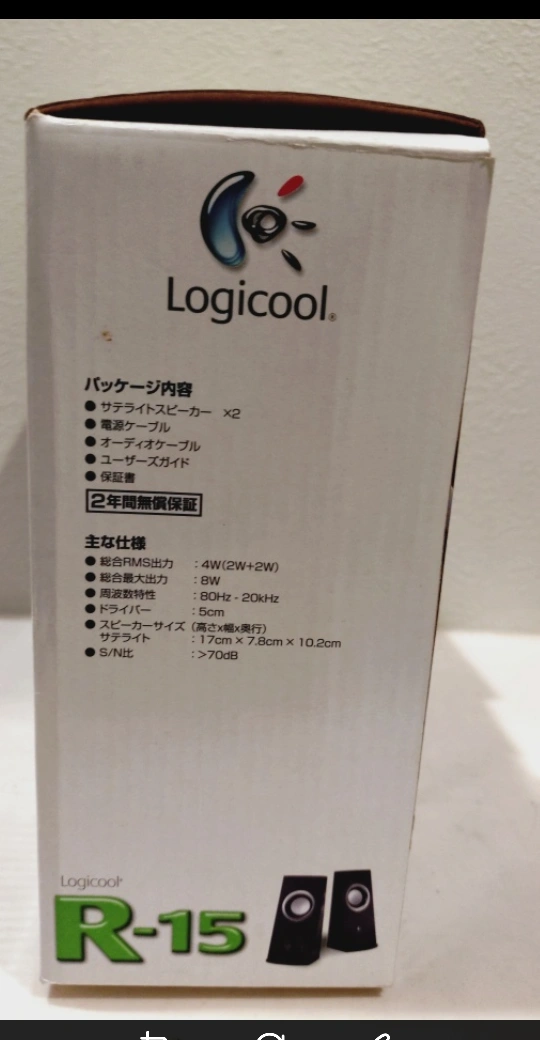 Logicool®
パッケージ内容
● サテライトスピーカー ×2
● 電源ケーブル
● オーディオケーブル
● ユーザーズガイド
● 保証書
2年間無償保証
主な仕様
● 総合RMS出力 : 4W(2W+2W)
● 総合最大出力 : 8W
● 周波数特性 : 80Hz - 20kHz
● ドライバー : 5cm
● スピーカーサイズ (高さx幅x奥行)
サテライト : 17cm × 7.8cm × 10.2cm
● S/N比 : >70dB
Logicool®
R-15